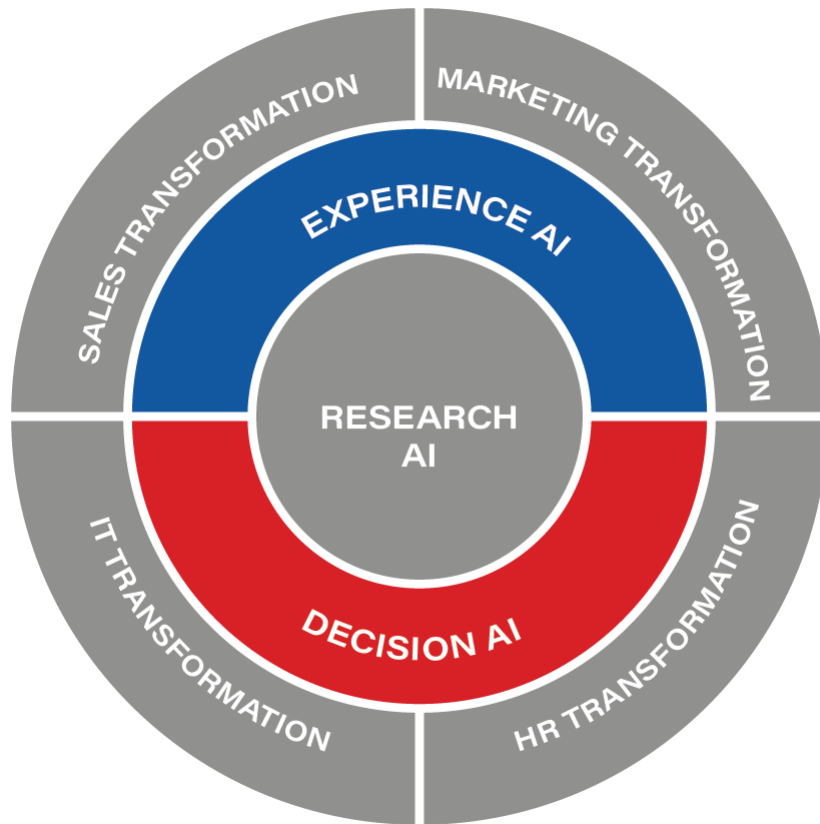 SALES TRANSFORMATION
MARKETING TRANSFORMATION
EXPERIENCE AI
RESEARCH
AI
DECISION AI
IT TRANSFORMATION
HR TRANSFORMATION